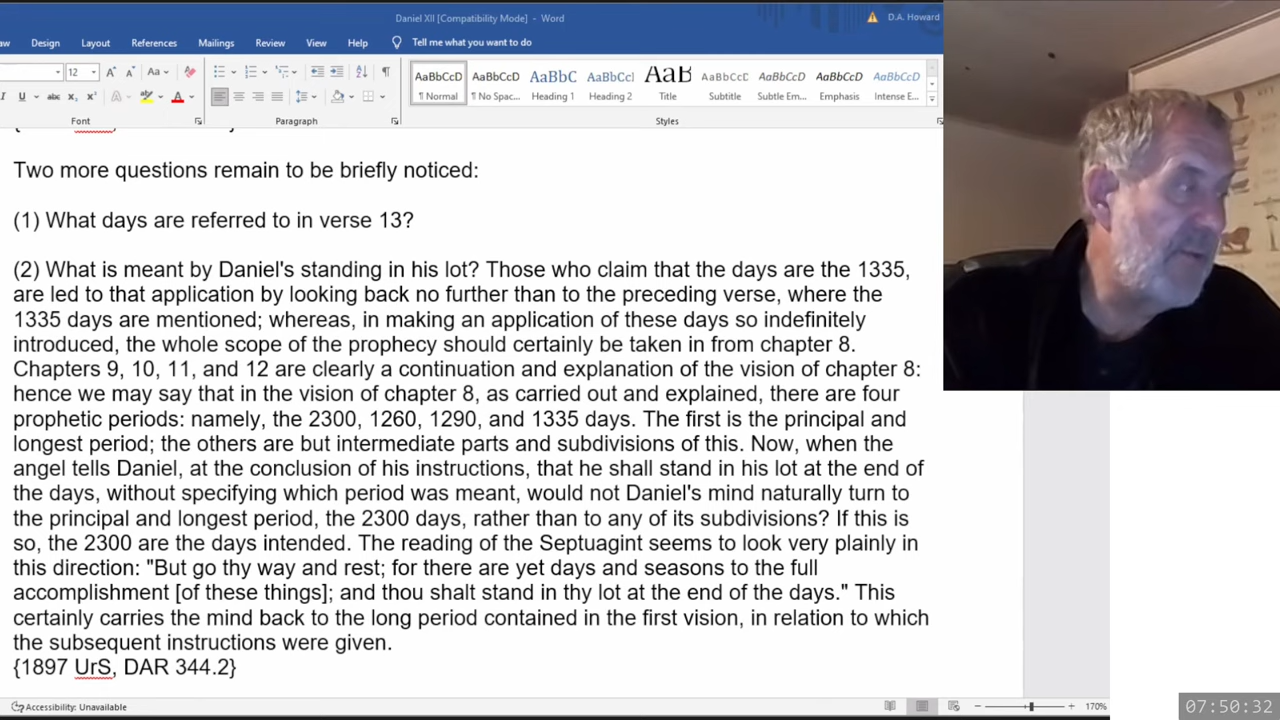 Daniel XII [Compatibility Mode] - Word
D.A. Howard
aw Design Layout References Mailings Review View Help Tell me what you want to do
12 Aa
AaBbCcD AaBbCcD AaBbC AaBbCcI AaB AaBbCcC AaBbCcD AaBbCcD AaBbCcD
¶ Normal ¶ No Spac... Heading 1 Heading 2 Title Subtitle Subtle Em... Emphasis Intense E...
Font Paragraph Styles
Two more questions remain to be briefly noticed:
(1) What days are referred to in verse 13?
(2) What is meant by Daniel's standing in his lot? Those who claim that the days are the 1335,
are led to that application by looking back no further than to the preceding verse, where the
1335 days are mentioned; whereas, in making an application of these days so indefinitely
introduced, the whole scope of the prophecy should certainly be taken in from chapter 8.
Chapters 9, 10, 11, and 12 are clearly a continuation and explanation of the vision of chapter 8:
hence we may say that in the vision of chapter 8, as carried out and explained, there are four
prophetic periods: namely, the 2300, 1260, 1290, and 1335 days. The first is the principal and
longest period; the others are but intermediate parts and subdivisions of this. Now, when the
angel tells Daniel, at the conclusion of his instructions, that he shall stand in his lot at the end of
the days, without specifying which period was meant, would not Daniel's mind naturally turn to
the principal and longest period, the 2300 days, rather than to any of its subdivisions? If this is
so, the 2300 are the days intended. The reading of the Septuagint seems to look very plainly in
this direction: "But go thy way and rest; for there are yet days and seasons to the full
accomplishment [of these things]; and thou shalt stand in thy lot at the end of the days." This
certainly carries the mind back to the long period contained in the first vision, in relation to which
the subsequent instructions were given.
{1897 UrS, DAR 344.2}
Accessibility: Unavailable
170%
07:50:32